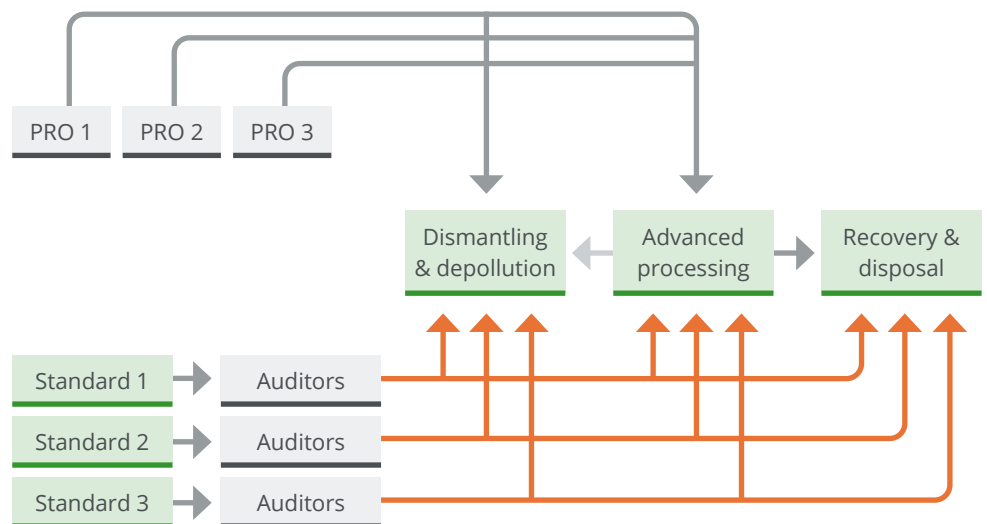 PRO 1
PRO 2
PRO 3
Dismantling
& depollution
Advanced
processing
Recovery &
disposal
Standard 1
Auditors
Standard 2
Auditors
Standard 3
Auditors